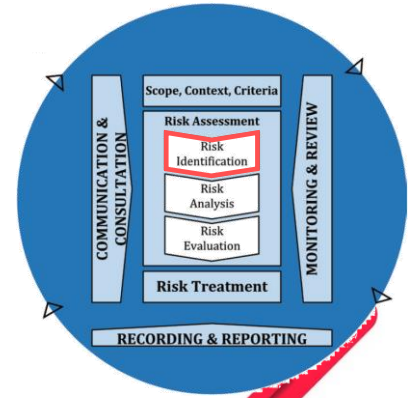 Scope, Context, Criteria
Risk Assessment
Risk
Identification
Risk
Analysis
Risk
Evaluation
Risk Treatment
COMMUNICATION &
CONSULTATION
MONITORING & REVIEW
RECORDING & REPORTING